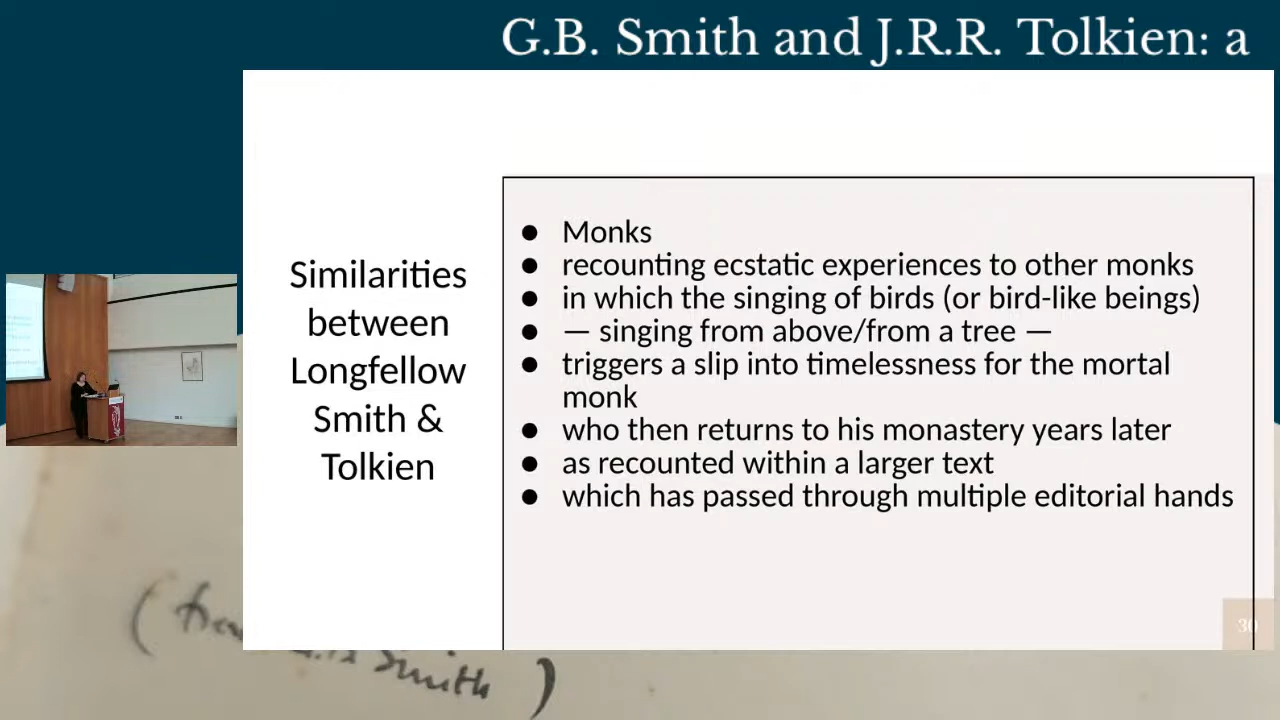 G.B. Smith and J.R.R. Tolkien: a
Similarities
between
Longfellow
Smith &
Tolkien
● Monks
● recounting ecstatic experiences to other monks
● in which the singing of birds (or bird-like beings)
● — singing from above/from a tree —
● triggers a slip into timelessness for the mortal
monk
● who then returns to his monastery years later
● as recounted within a larger text
● which has passed through multiple editorial hands
30
Smith )